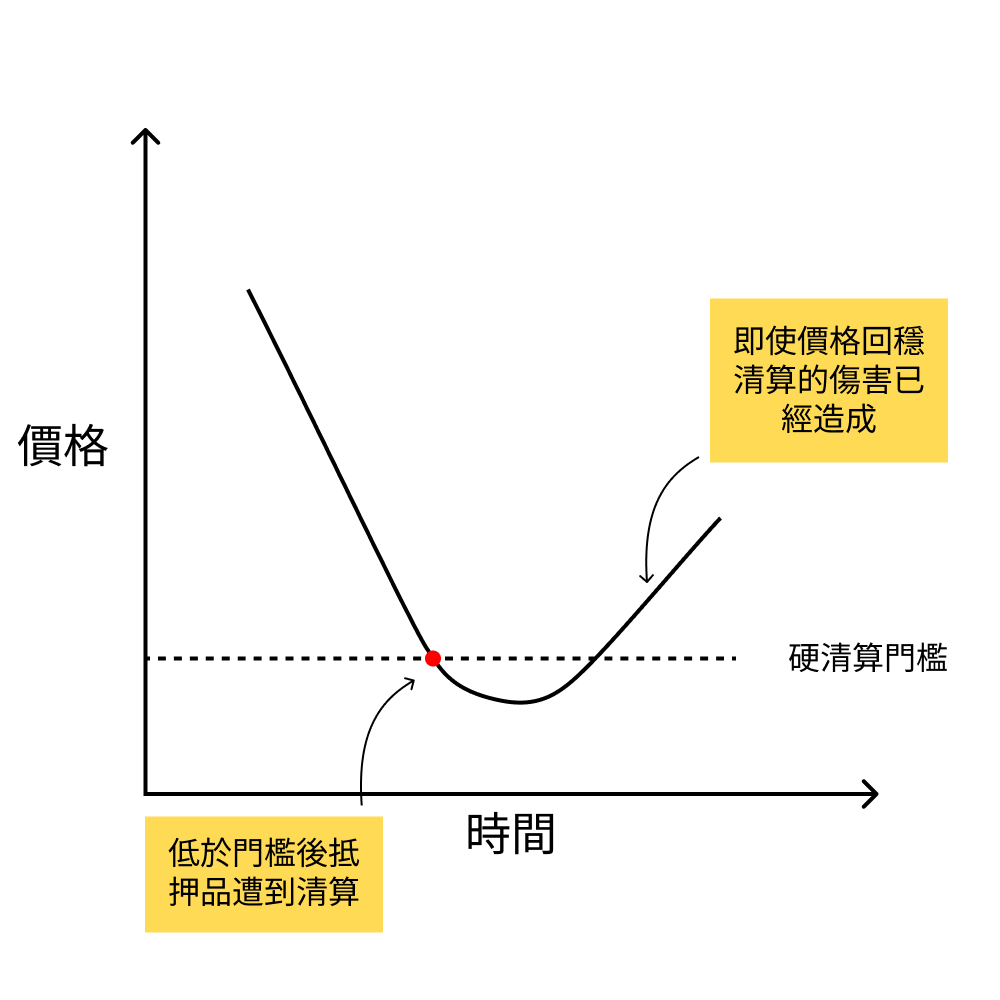 即使價格回穩
清算的傷害已
經造成
價格
硬清算門檻
時間
低於門檻後抵
押品遭到清算